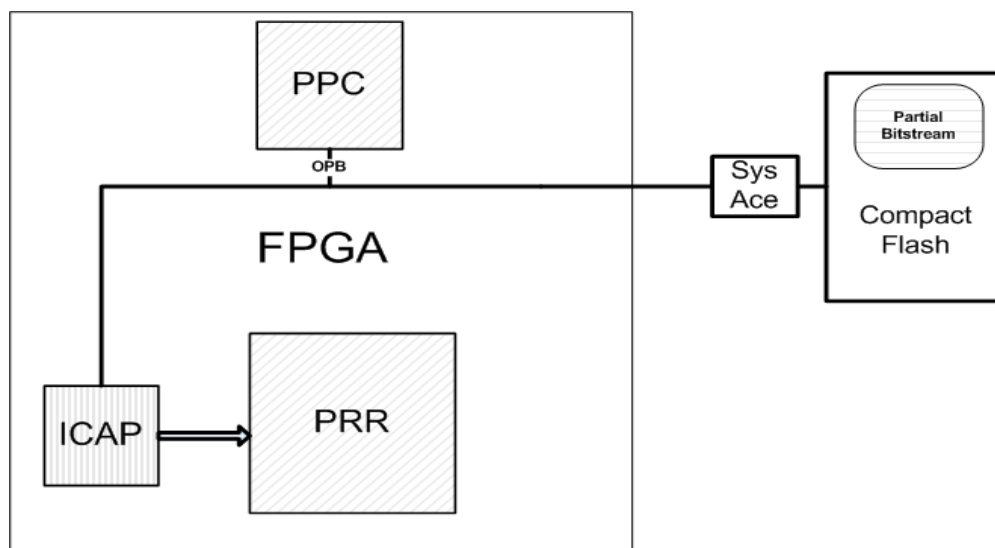 PPC
OPB
FPGA
ICAP
PRR
Sys
Ace
Partial
Bitstream
Compact
Flash